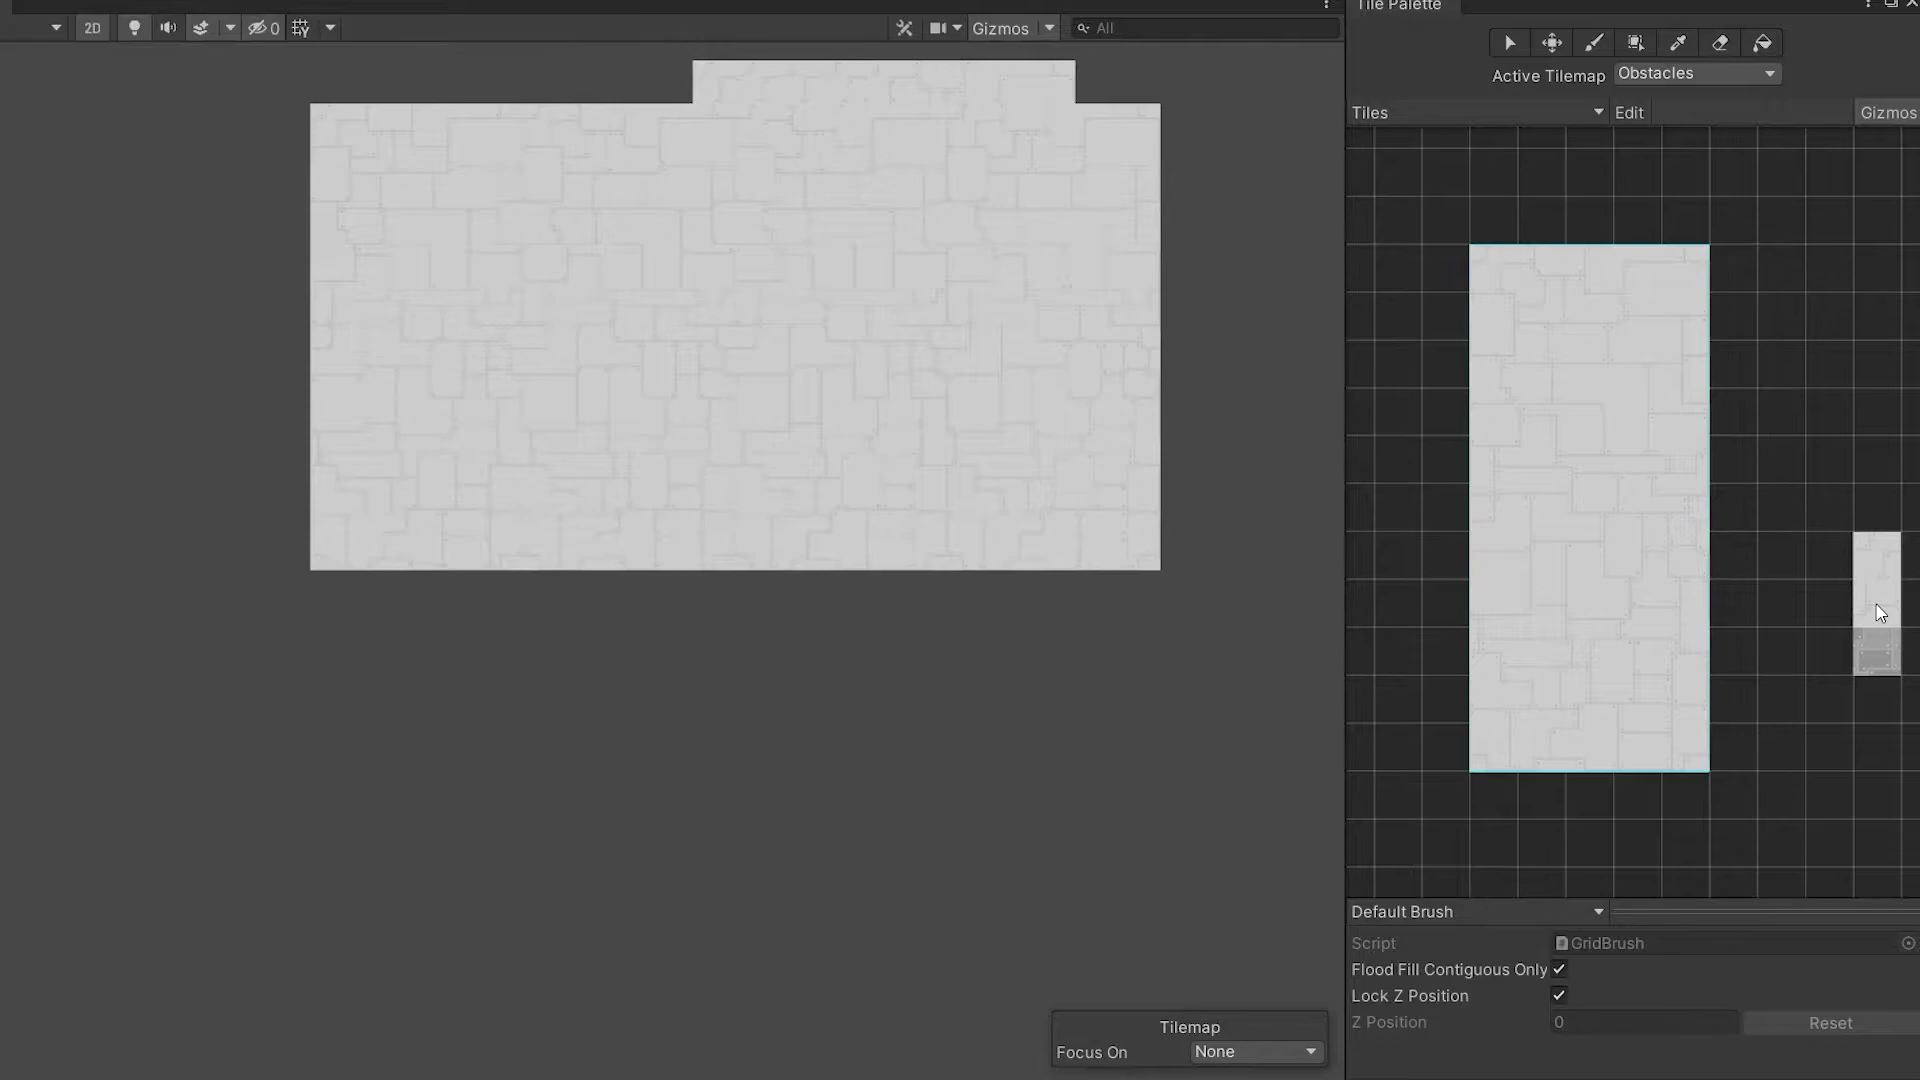 Tile Palette
2D
0
Gizmos
All
Active Tilemap
Obstacles
Tiles
Edit
Gizmos
Default Brush
Script
GridBrush
Flood Fill Contiguous Only
Lock Z Position
Z Position
0
Reset
Tilemap
Focus On
None